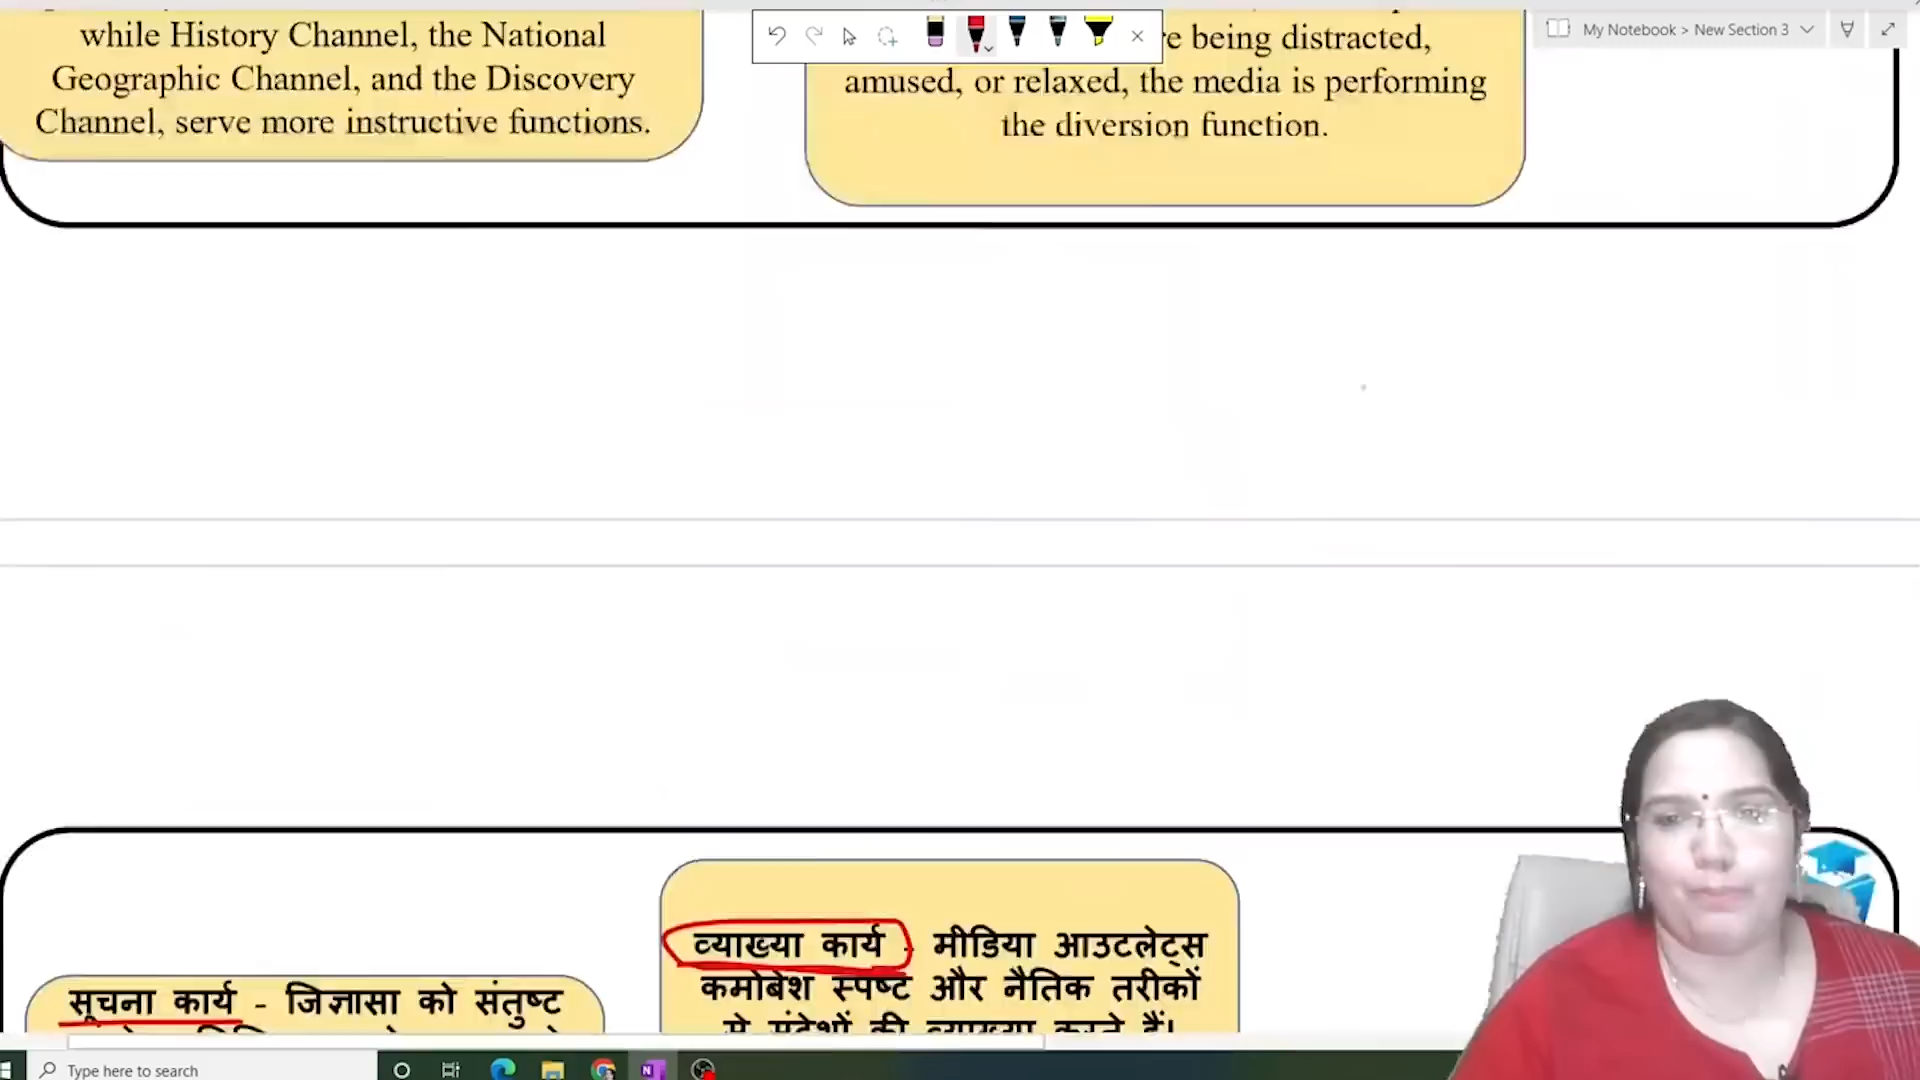 My Notebook > New Section 3
while History Channel, the National
Geographic Channel, and the Discovery
Channel, serve more instructive functions.
being distracted,
amused, or relaxed, the media is performing
the diversion function.
व्याख्या कार्य - मीडिया आउटलेट्स
कमोबेश स्पष्ट और नैतिक तरीकों
से संदेशों की व्याख्या करते हैं।
सूचना कार्य - जिज्ञासा को संतुष्ट
Type here to search